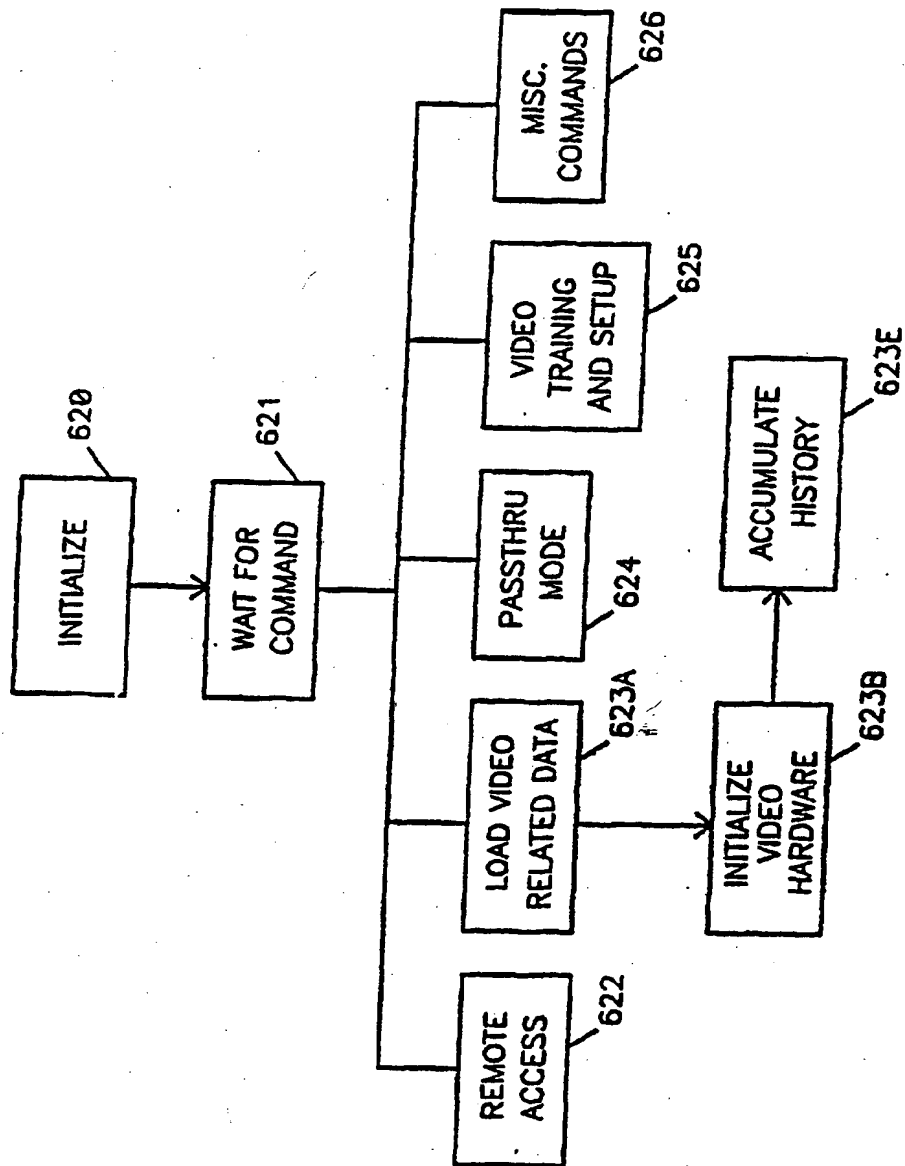 INITIALIZE
620
WAIT FOR
COMMAND
621
REMOTE
ACCESS
622
LOAD VIDEO
RELATED DATA
623A
PASSTHRU
MODE
624
VIDEO
TRAINING
AND SETUP
625
MISC.
COMMANDS
626
INITIALIZE
VIDEO
HARDWARE
623B
ACCUMULATE
HISTORY
623E